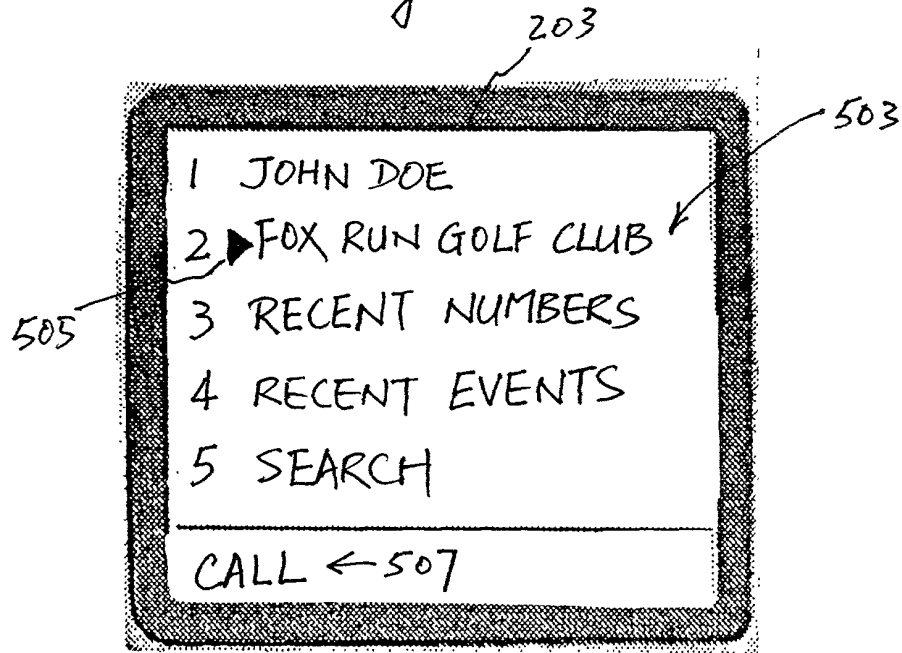 203
503
1 JOHN DOE
2 ▶FOX RUN GOLF CLUB
505
3 RECENT NUMBERS
4 RECENT EVENTS
5 SEARCH
CALL ←507